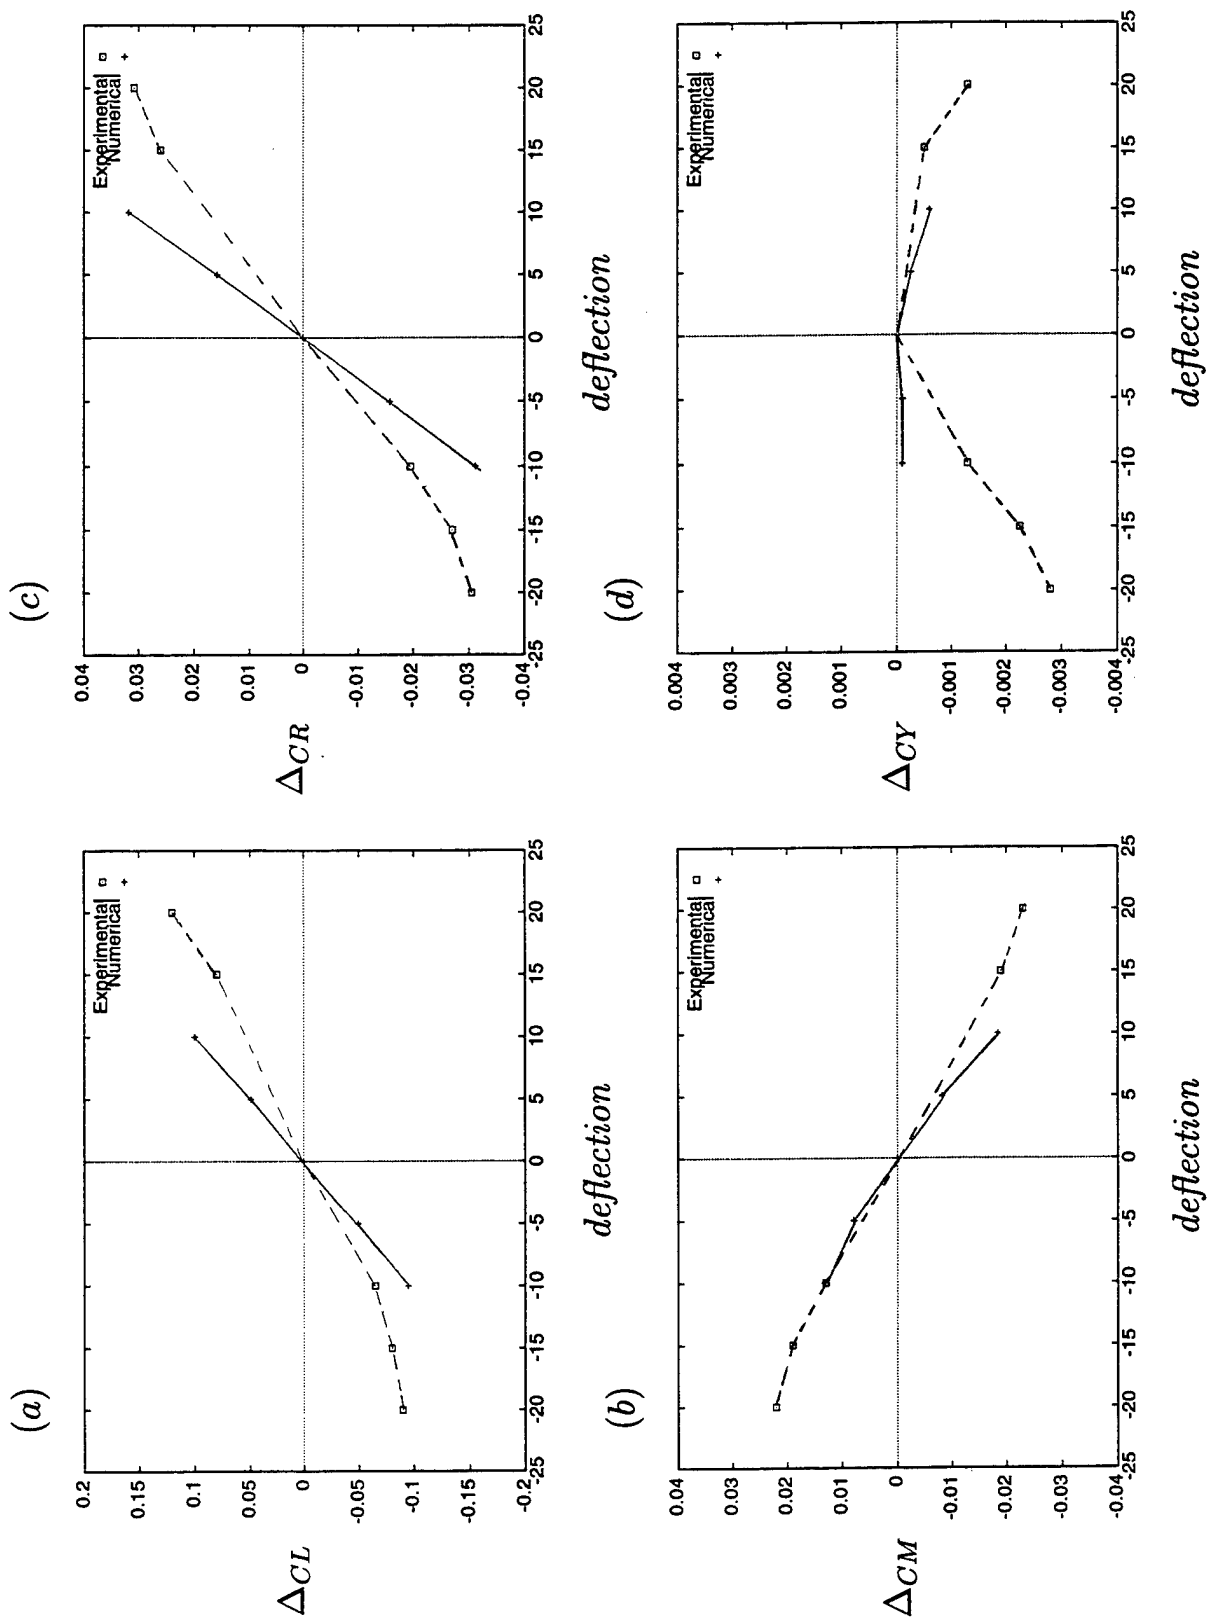 (a)
ΔCL
0.2
0.15
0.1
0.05
0
-0.05
-0.1
-0.15
-0.2
Experimental
Numerical
-25 -20 -15 -10 -5 0 5 10 15 20 25
deflection
(c)
ΔCR
0.04
0.03
0.02
0.01
0
-0.01
-0.02
-0.03
-0.04
Experimental
Numerical
-25 -20 -15 -10 -5 0 5 10 15 20 25
deflection
(b)
ΔCM
0.04
0.03
0.02
0.01
0
-0.01
-0.02
-0.03
-0.04
Experimental
Numerical
-25 -20 -15 -10 -5 0 5 10 15 20 25
deflection
(d)
ΔCY
0.004
0.003
0.002
0.001
0
-0.001
-0.002
-0.003
-0.004
Experimental
Numerical
-25 -20 -15 -10 -5 0 5 10 15 20 25
deflection